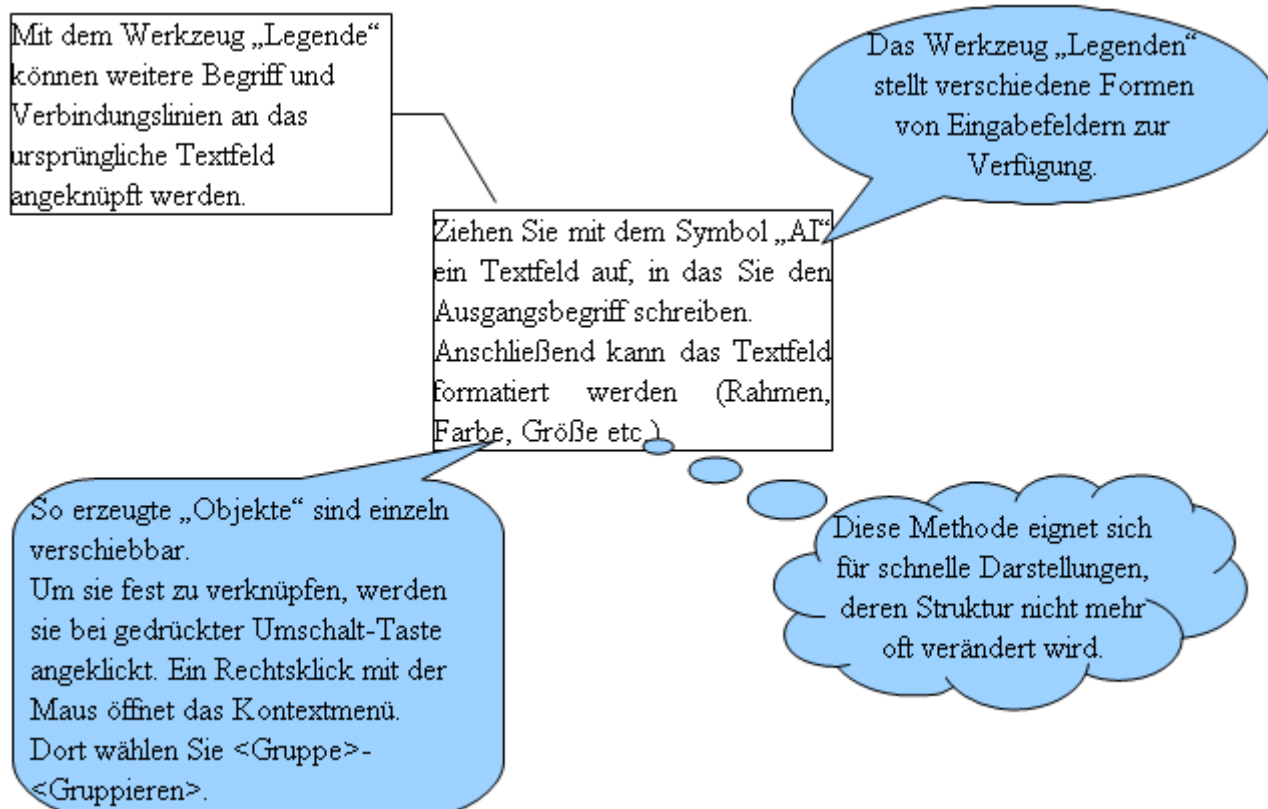 Mit dem Werkzeug „Legende“
können weitere Begriff und
Verbindungslinien an das
ursprüngliche Textfeld
angeknüpft werden.
Das Werkzeug „Legenden“
stellt verschiedene Formen
von Eingabefeldern zur
Verfügung.
Ziehen Sie mit dem Symbol „AI“
ein Textfeld auf, in das Sie den
Ausgangsbegriff schreiben.
Anschließend kann das Textfeld
formatiert werden (Rahmen,
Farbe, Größe etc.)
So erzeugte „Objekte“ sind einzeln
verschiebbar.
Um sie fest zu verknüpfen, werden
sie bei gedrückter Umschalt-Taste
angeklickt. Ein Rechtsklick mit der
Maus öffnet das Kontextmenü.
Dort wählen Sie <Gruppe>-
<Gruppieren>.
Diese Methode eignet sich
für schnelle Darstellungen,
deren Struktur nicht mehr
oft verändert wird.